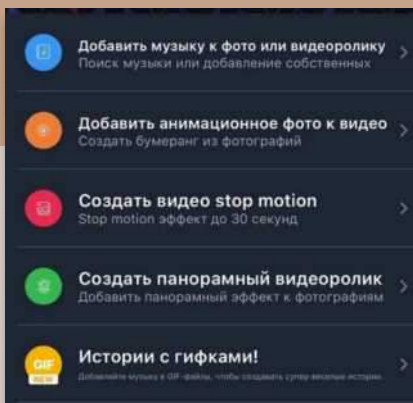 Добавить музыку к фото или видеоролику
Поиск музыки или добавление собственных
Добавить анимационное фото к видео
Создать бумеранг из фотографий
Создать видео stop motion
Stop motion эффект до 30 секунд
Создать панорамный видеоролик
Добавить панорамный эффект к фотографиям
GIF
NEW
Истории с гифками!
Добавляйте музыку в GIF-файлы, чтобы создавать супер веселые истории.